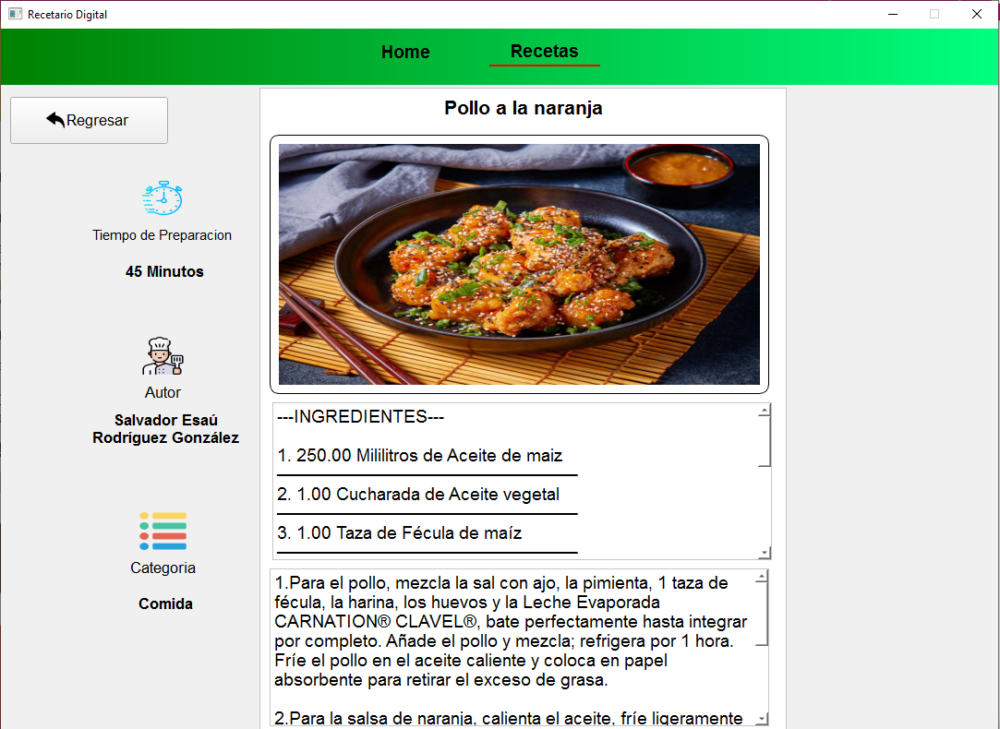 Recetario Digital
Home
Recetas
Regresar
Pollo a la naranja
Tiempo de Preparacion
45 Minutos
Autor
Salvador Esaú
Rodríguez González
Categoria
Comida
---INGREDIENTES---
1. 250.00 Mililitros de Aceite de maiz
2. 1.00 Cucharada de Aceite vegetal
3. 1.00 Taza de Fécula de maíz
1.Para el pollo, mezcla la sal con ajo, la pimienta, 1 taza de
fécula, la harina, los huevos y la Leche Evaporada
CARNATION® CLAVEL®, bate perfectamente hasta integrar
por completo. Añade el pollo y mezcla; refrigera por 1 hora.
Fríe el pollo en el aceite caliente y coloca en papel
absorbente para retirar el exceso de grasa.
2.Para la salsa de naranja, calienta el aceite, fríe ligeramente